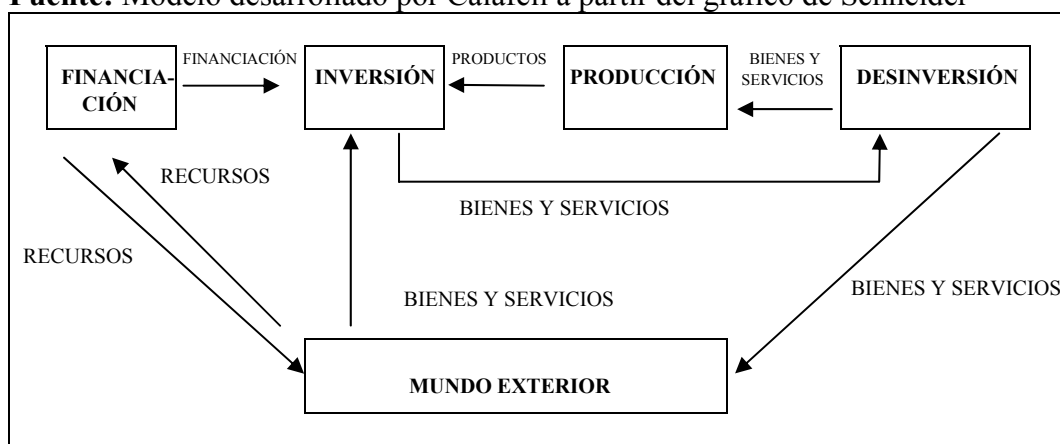 Fuente: Modelo desarrollado por Calafell a partir del gráfico de Schneider
FINANCIACIÓN
PRODUCTOS
BIENES Y
SERVICIOS
FINANCIA-
CIÓN
INVERSIÓN
PRODUCCIÓN
DESINVERSIÓN
RECURSOS
BIENES Y SERVICIOS
RECURSOS
BIENES Y SERVICIOS
BIENES Y SERVICIOS
MUNDO EXTERIOR